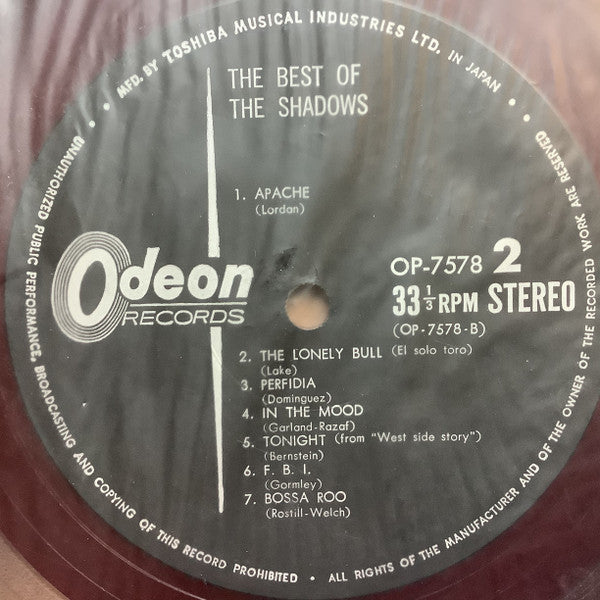 MFD. BY TOSHIBA MUSICAL INDUSTRIES LTD. IN JAPAN
THE BEST OF
THE SHADOWS
1. APACHE
(Lordan)
Odeon
RECORDS
OP-7578 2
33 1/3 RPM STEREO
(OP-7578-B)
2. THE LONELY BULL (El solo toro)
(Lake)
3. PERFIDIA
(Dominguez)
4. IN THE MOOD
(Garland-Razaf)
5. TONIGHT (from "West side story")
(Bernstein)
6. F. B. I.
(Gormley)
7. BOSSA ROO
(Rostill-Welch)
• ALL RIGHTS OF THE MANUFACTURER AND OF THE OWNER OF THE RECORDED WORK ARE RESERVED •
UNAUTHORIZED PUBLIC PERFORMANCE, BROADCASTING AND COPYING OF THIS RECORD PROHIBITED